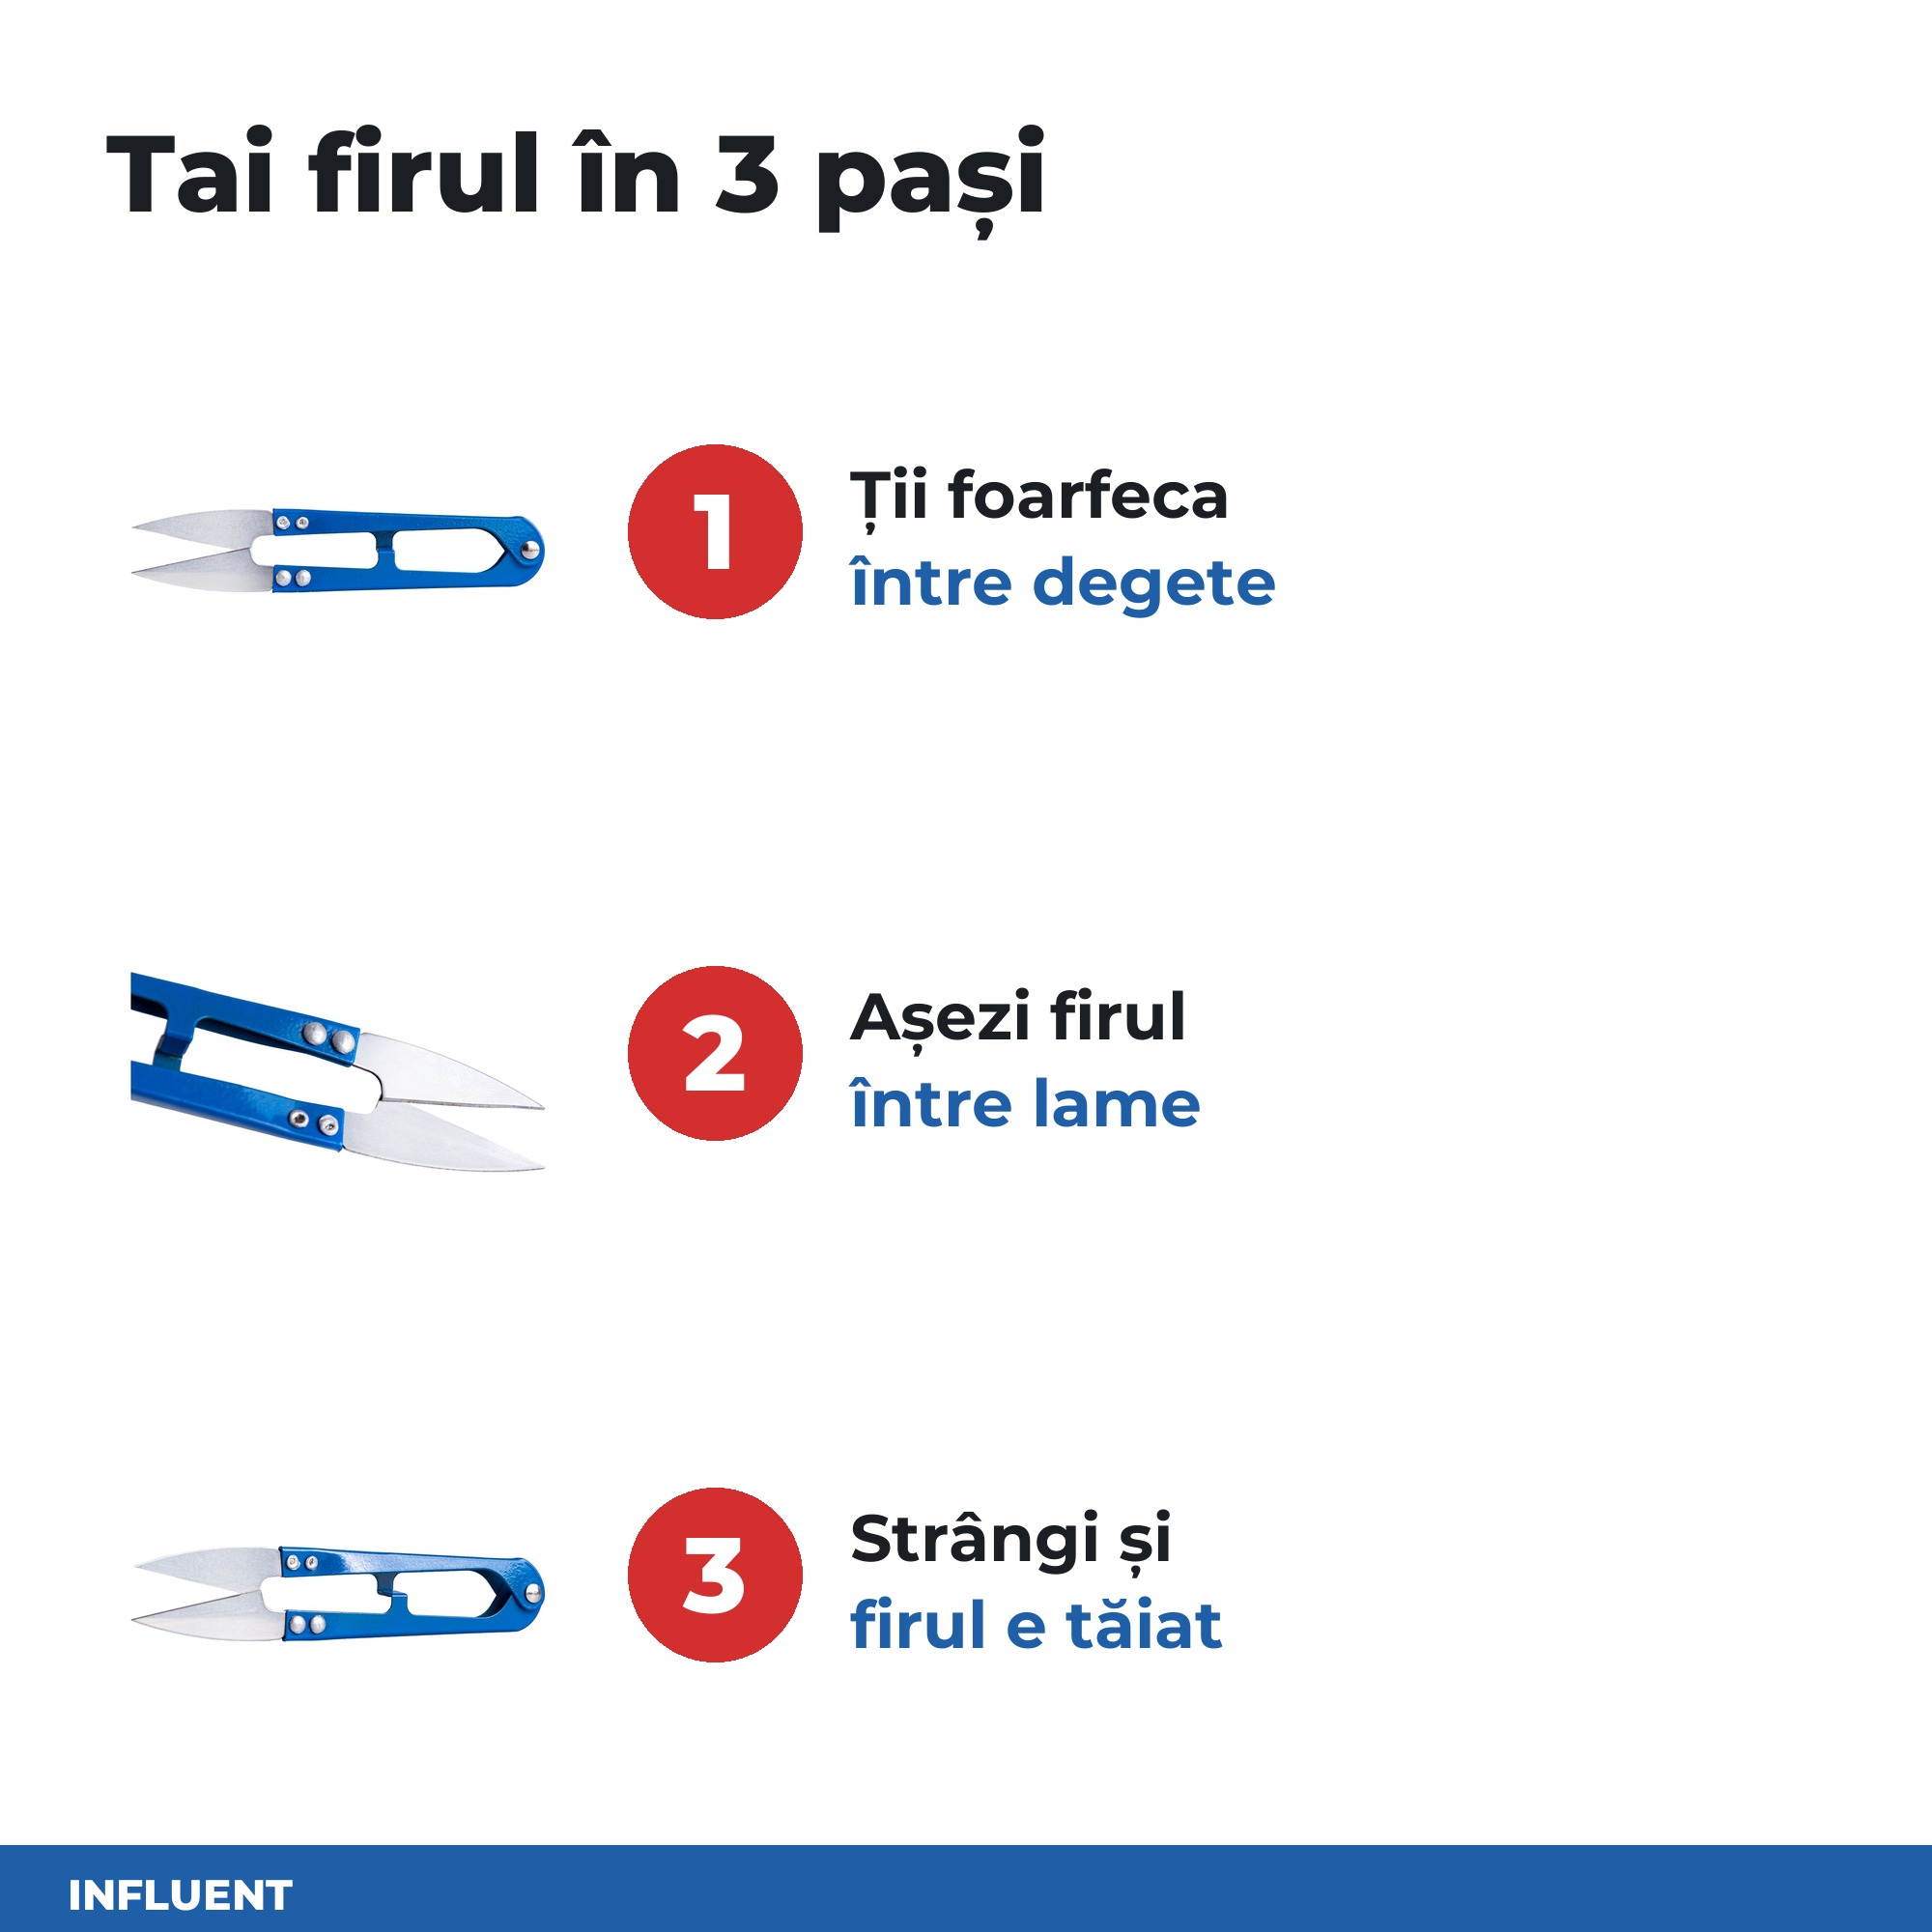 Tai firul în 3 pași
1
Ții foarfeca
între degete
2
Așezi firul
între lame
3
Strângi și
firul e tăiat
INFLUENT